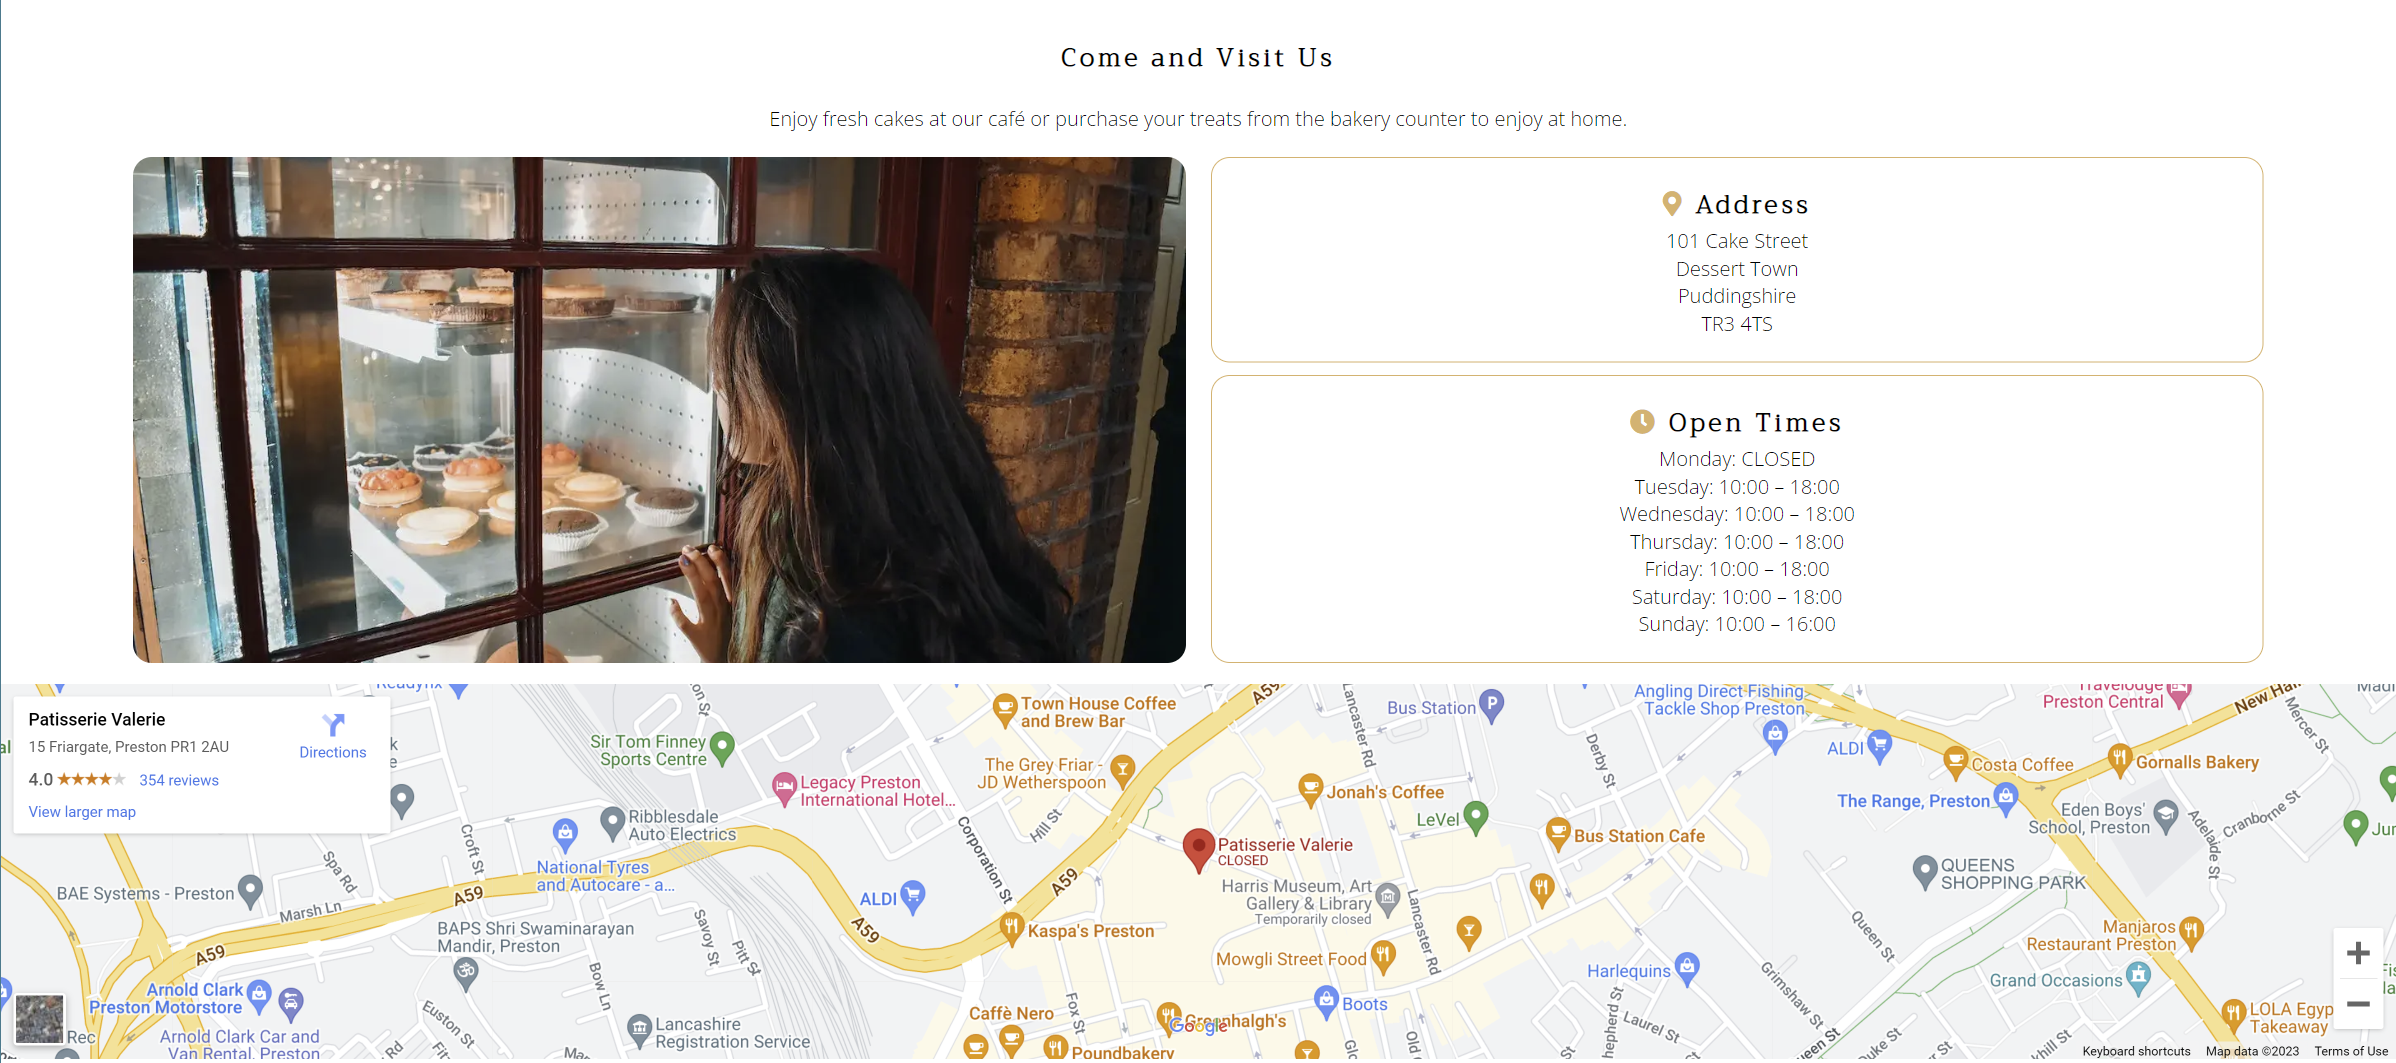 Come and Visit Us
Enjoy fresh cakes at our café or purchase your treats from the bakery counter to enjoy at home.
Address
101 Cake Street
Dessert Town
Puddingshire
TR3 4TS
Open Times
Monday: CLOSED
Tuesday: 10:00 – 18:00
Wednesday: 10:00 – 18:00
Thursday: 10:00 – 18:00
Friday: 10:00 – 18:00
Saturday: 10:00 – 18:00
Sunday: 10:00 – 16:00
Patisserie Valerie
15 Friargate, Preston PR1 2AU
4.0
354 reviews
Directions
View larger map
Town House Coffee
and Brew Bar
A59
Lancaster Rd
Bus Station
P
Angling Direct Fishing
Tackle Shop Preston
Travelodge
Preston Central
Mercer St
Sir Tom Finney
Sports Centre
The Grey Friar -
JD Wetherspoon
Derby St
ALDI
Costa Coffee
Gornalls Bakery
Legacy Preston
International Hotel...
Jonah's Coffee
The Range, Preston
Eden Boys'
School, Preston
Cranborne St
Adelaide St
Ribblesdale
Auto Electrics
Hill St
LeVel
Bus Station Cafe
Croft St
Corporation St
Patisserie Valerie
CLOSED
National Tyres
and Autocare - a...
Spa Rd
QUEENS
SHOPPING PARK
BAE Systems - Preston
A59
A59
Harris Museum, Art
Gallery & Library
Temporarily closed
Lancaster Rd
Marsh Ln
ALDI
A59
Kaspa's Preston
BAPS Shri Swaminarayan
Mandir, Preston
Savoy St
Pitt St
Queen St
Manjaros
Restaurant Preston
A59
Mowgli Street Food
Harlequins
Grimshaw St
Grand Occasions
Arnold Clark
Preston Motorstore
Bow Ln
Fox St
Boots
LOLA Egyp
Takeaway
Euston St
Caffè Nero
Greenhalgh's
Google
Laurel St
Arnold Clark Car and
Van Rental, Preston
Lancashire
Registration Service
Poundbakery
Keyboard shortcuts
Map data ©2023
Terms of Use